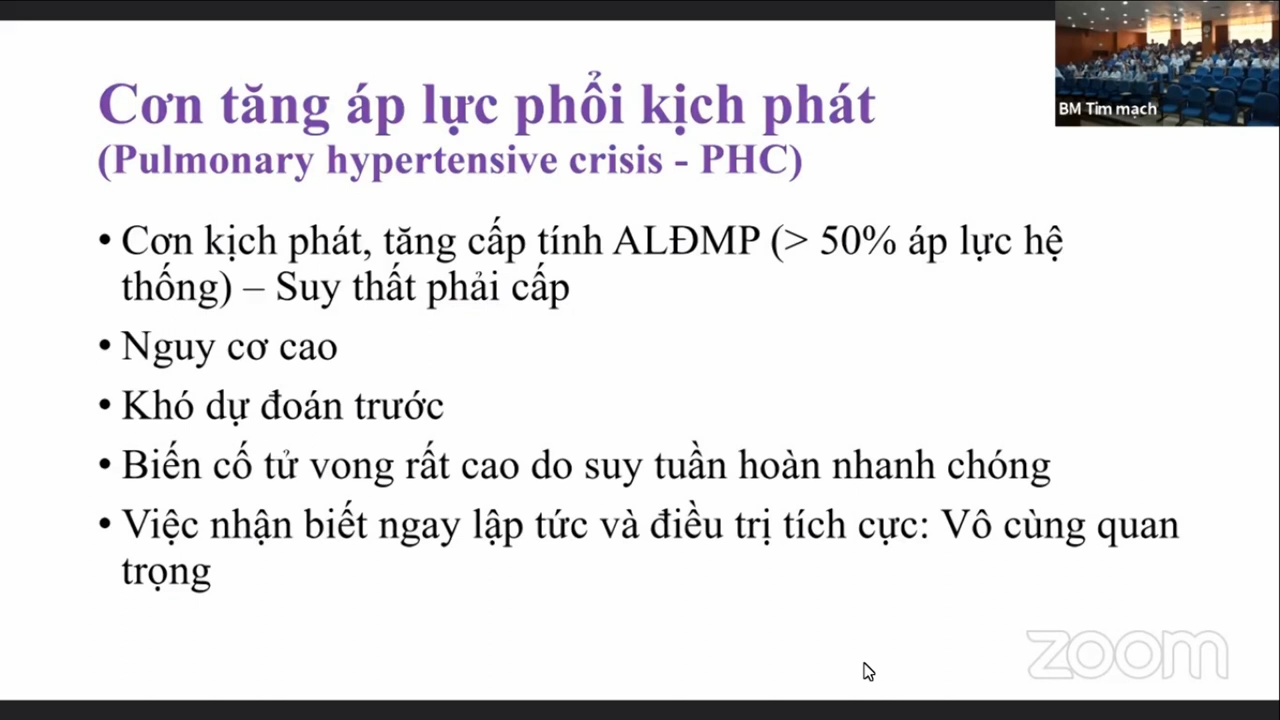 BM Tim mạch
Cơn tăng áp lực phổi kịch phát
(Pulmonary hypertensive crisis - PHC)
• Cơn kịch phát, tăng cấp tính ALĐMP (> 50% áp lực hệ
thống) – Suy thất phải cấp
• Nguy cơ cao
• Khó dự đoán trước
• Biến cố tử vong rất cao do suy tuần hoàn nhanh chóng
• Việc nhận biết ngay lập tức và điều trị tích cực: Vô cùng quan
trọng
zoom